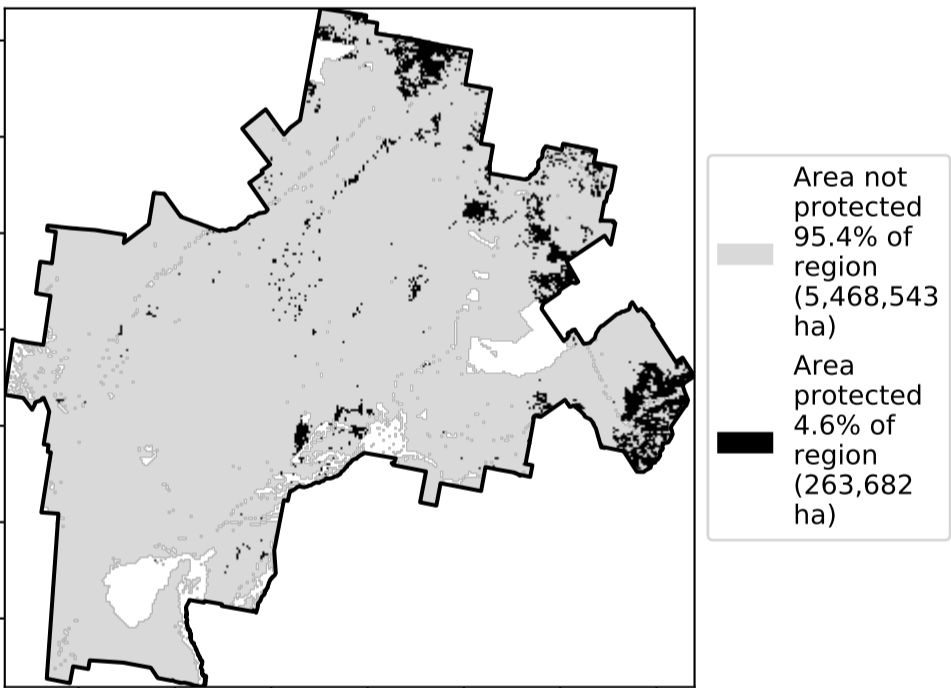 Area not
protected
95.4% of
region
(5,468,543
ha)
Area
protected
4.6% of
region
(263,682
ha)